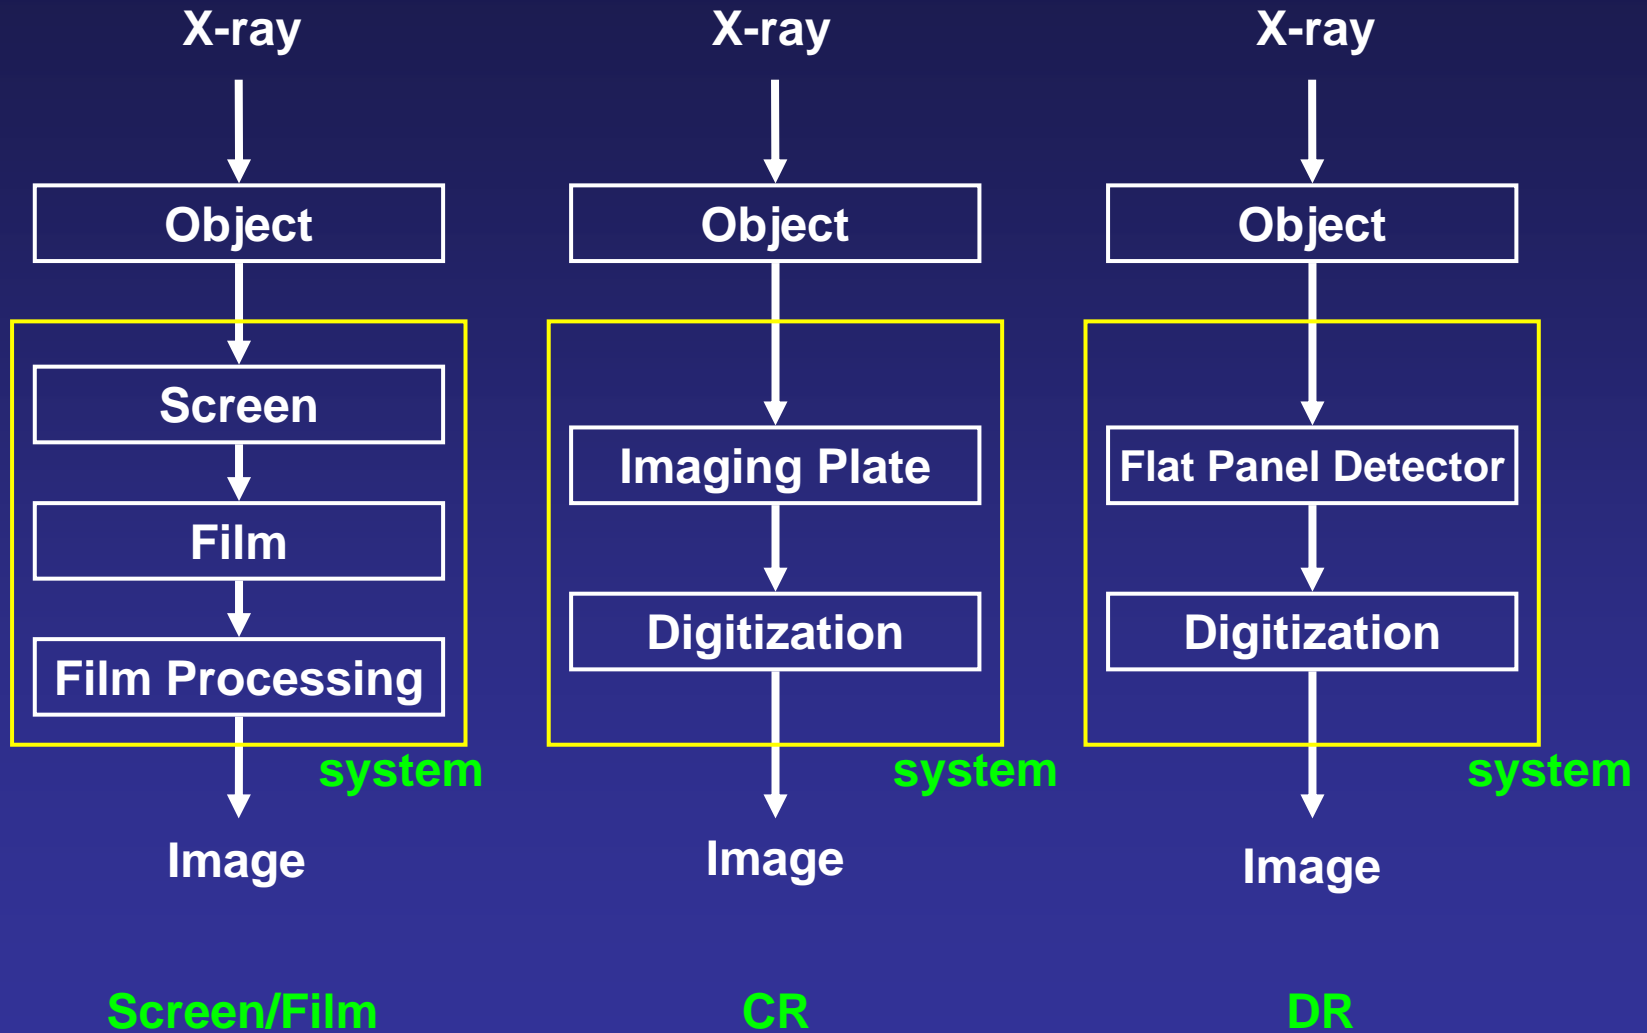 X-ray
Object
Screen
Film
Film Processing
system
Image
Screen/Film
X-ray
Object
Imaging Plate
Digitization
system
Image
CR
X-ray
Object
Flat Panel Detector
Digitization
system
Image
DR